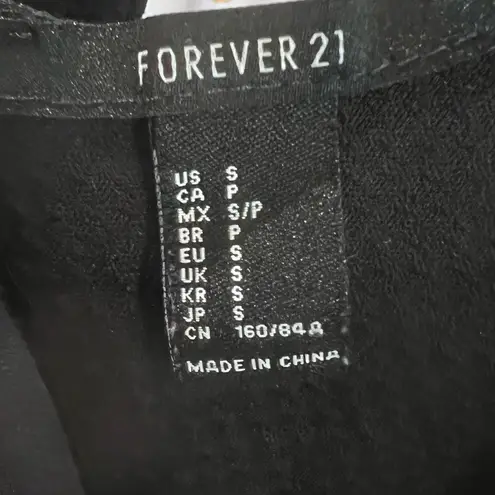 FOREVER 21
US S
CA P
MX S/P
BR P
EU S
UK S
KR S
JP S
CN 160/84A
MADE IN CHINA